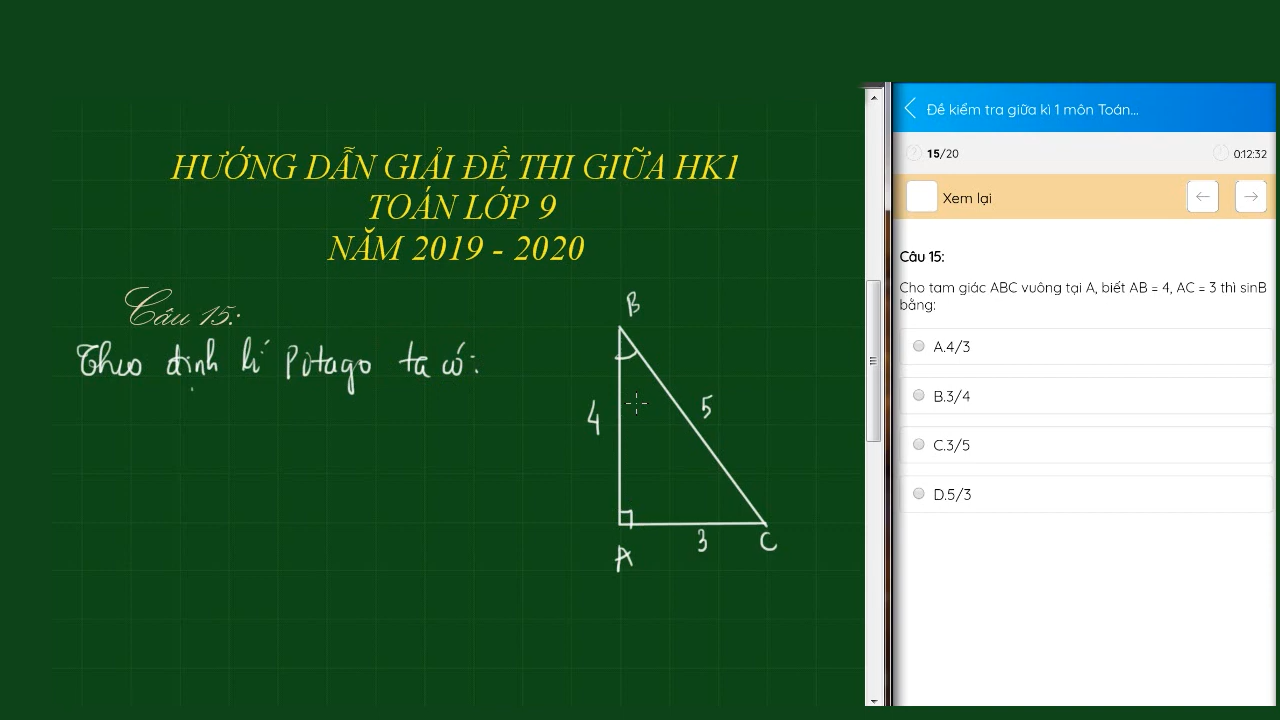 HƯỚNG DẪN GIẢI ĐỀ THI GIỮA HK1
TOÁN LỚP 9
NĂM 2019 - 2020
Câu 15:
Theo định lí Pitago ta có:
B
4
5
A
3
C
Đề kiểm tra giữa kì 1 môn Toán...
15/20
0:12:32
Xem lại
Câu 15:
Cho tam giác ABC vuông tại A, biết AB = 4, AC = 3 thì sinB
bằng:
A.4/3
B.3/4
C.3/5
D.5/3